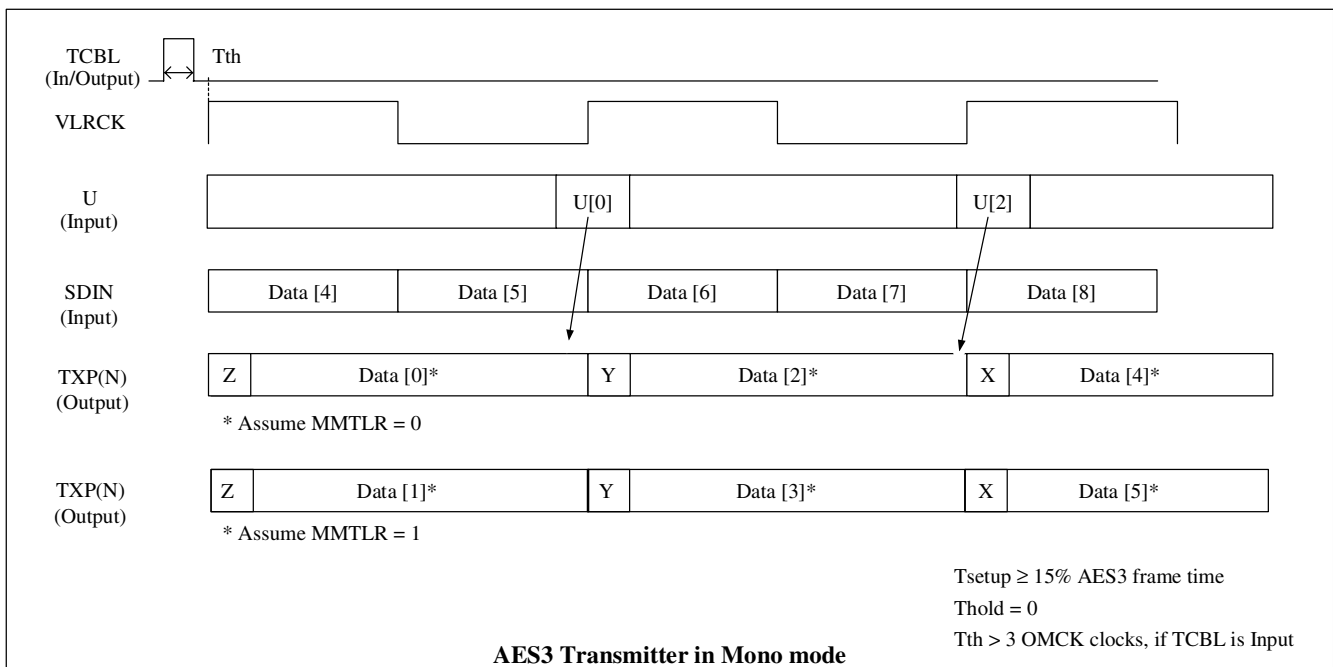 TCBL
(In/Output)
Tth
VLRCK
U
(Input)
U[0]
U[2]
SDIN
(Input)
Data [4]
Data [5]
Data [6]
Data [7]
Data [8]
TXP(N)
(Output)
Z
Data [0]*
Y
Data [2]*
X
Data [4]*
* Assume MMTLR = 0
TXP(N)
(Output)
Z
Data [1]*
Y
Data [3]*
X
Data [5]*
* Assume MMTLR = 1
Tsetup ≥ 15% AES3 frame time
Thold = 0
Tth > 3 OMCK clocks, if TCBL is Input
AES3 Transmitter in Mono mode